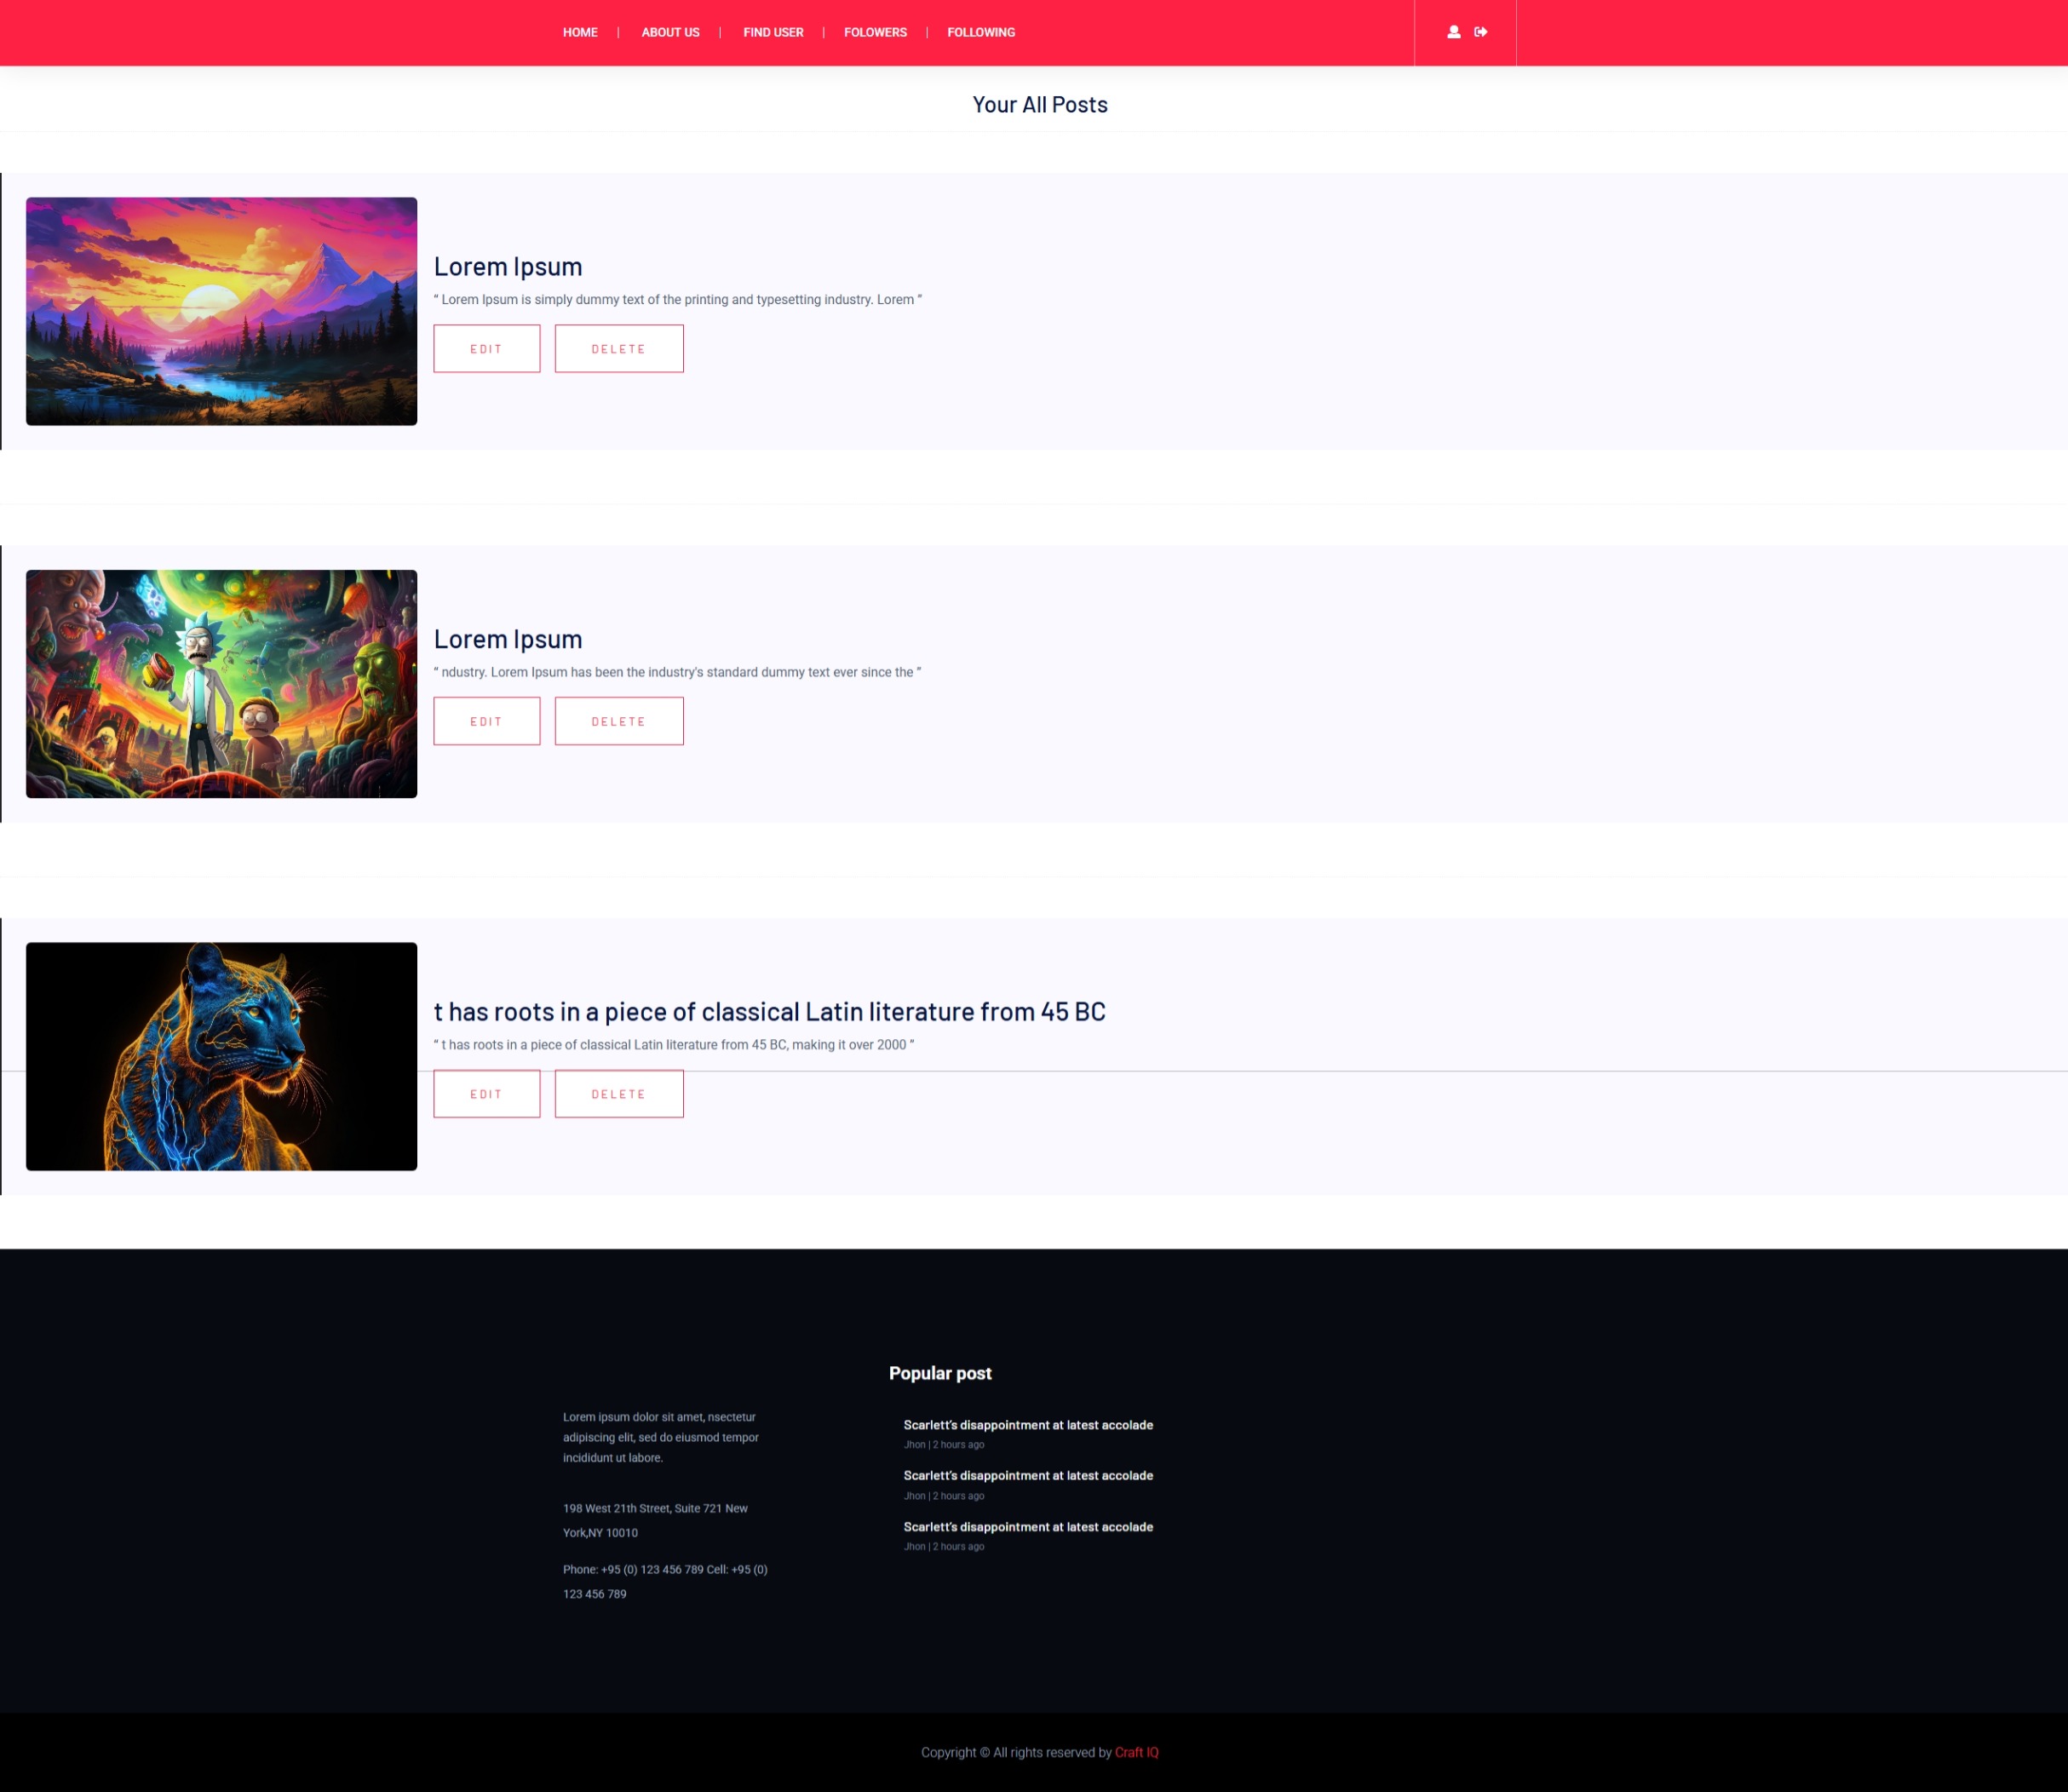 HOME | ABOUT US | FIND USER | FOLOWERS | FOLLOWING
Your All Posts
Lorem Ipsum
“ Lorem Ipsum is simply dummy text of the printing and typesetting industry. Lorem ”
EDIT DELETE
Lorem Ipsum
“ ndustry. Lorem Ipsum has been the industry's standard dummy text ever since the ”
EDIT DELETE
t has roots in a piece of classical Latin literature from 45 BC
“ t has roots in a piece of classical Latin literature from 45 BC, making it over 2000 ”
EDIT DELETE
Lorem ipsum dolor sit amet, nsectetur
adipiscing elit, sed do eiusmod tempor
incididunt ut labore.
198 West 21th Street, Suite 721 New
York,NY 10010
Phone: +95 (0) 123 456 789 Cell: +95 (0)
123 456 789
Popular post
Scarlett’s disappointment at latest accolade
Jhon | 2 hours ago
Scarlett’s disappointment at latest accolade
Jhon | 2 hours ago
Scarlett’s disappointment at latest accolade
Jhon | 2 hours ago
Copyright © All rights reserved by Craft IQ